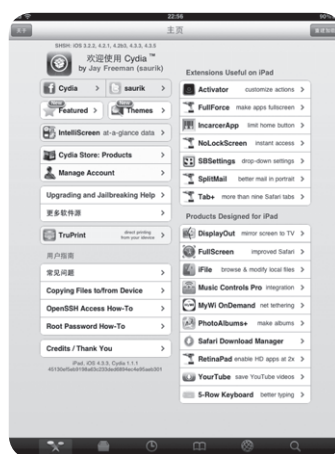 22:56
90%
关于
主页
SHSH: iOS 3.2.2, 4.2.1, 4.2b3, 4.3.3, 4.3.5
欢迎使用 Cydia ™
by Jay Freeman (saurik)
Cydia
saurik
Featured
Themes
IntelliScreen at-a-glance data
Cydia Store: Products
Manage Account
Upgrading and Jailbreaking Help
更多软件源
TruPrint direct printing
from your device
用户指南
常见问题
Copying Files to/from Device
OpenSSH Access How-To
Root Password How-To
Credits / Thank You
iPad, iOS 4.3.5, Cydia 1.1.1
Extensions Useful on iPad
Activator customize actions
FullForce make apps fullscreen
IncarcerApp limit home button
NoLockScreen instant access
SBSettings drop-down settings
SplitMail better mail in portrait
Tab+ more than nine Safari tabs
Products Designed for iPad
DisplayOut mirror screen to TV
FullScreen improved Safari
iFile browse & modify local files
Music Controls Pro integration
MyWi OnDemand net tethering
PhotoAlbums+ make albums
Safari Download Manager
RetinaPad enable HD apps at 2x
YourTube save YouTube videos
5-Row Keyboard better typing